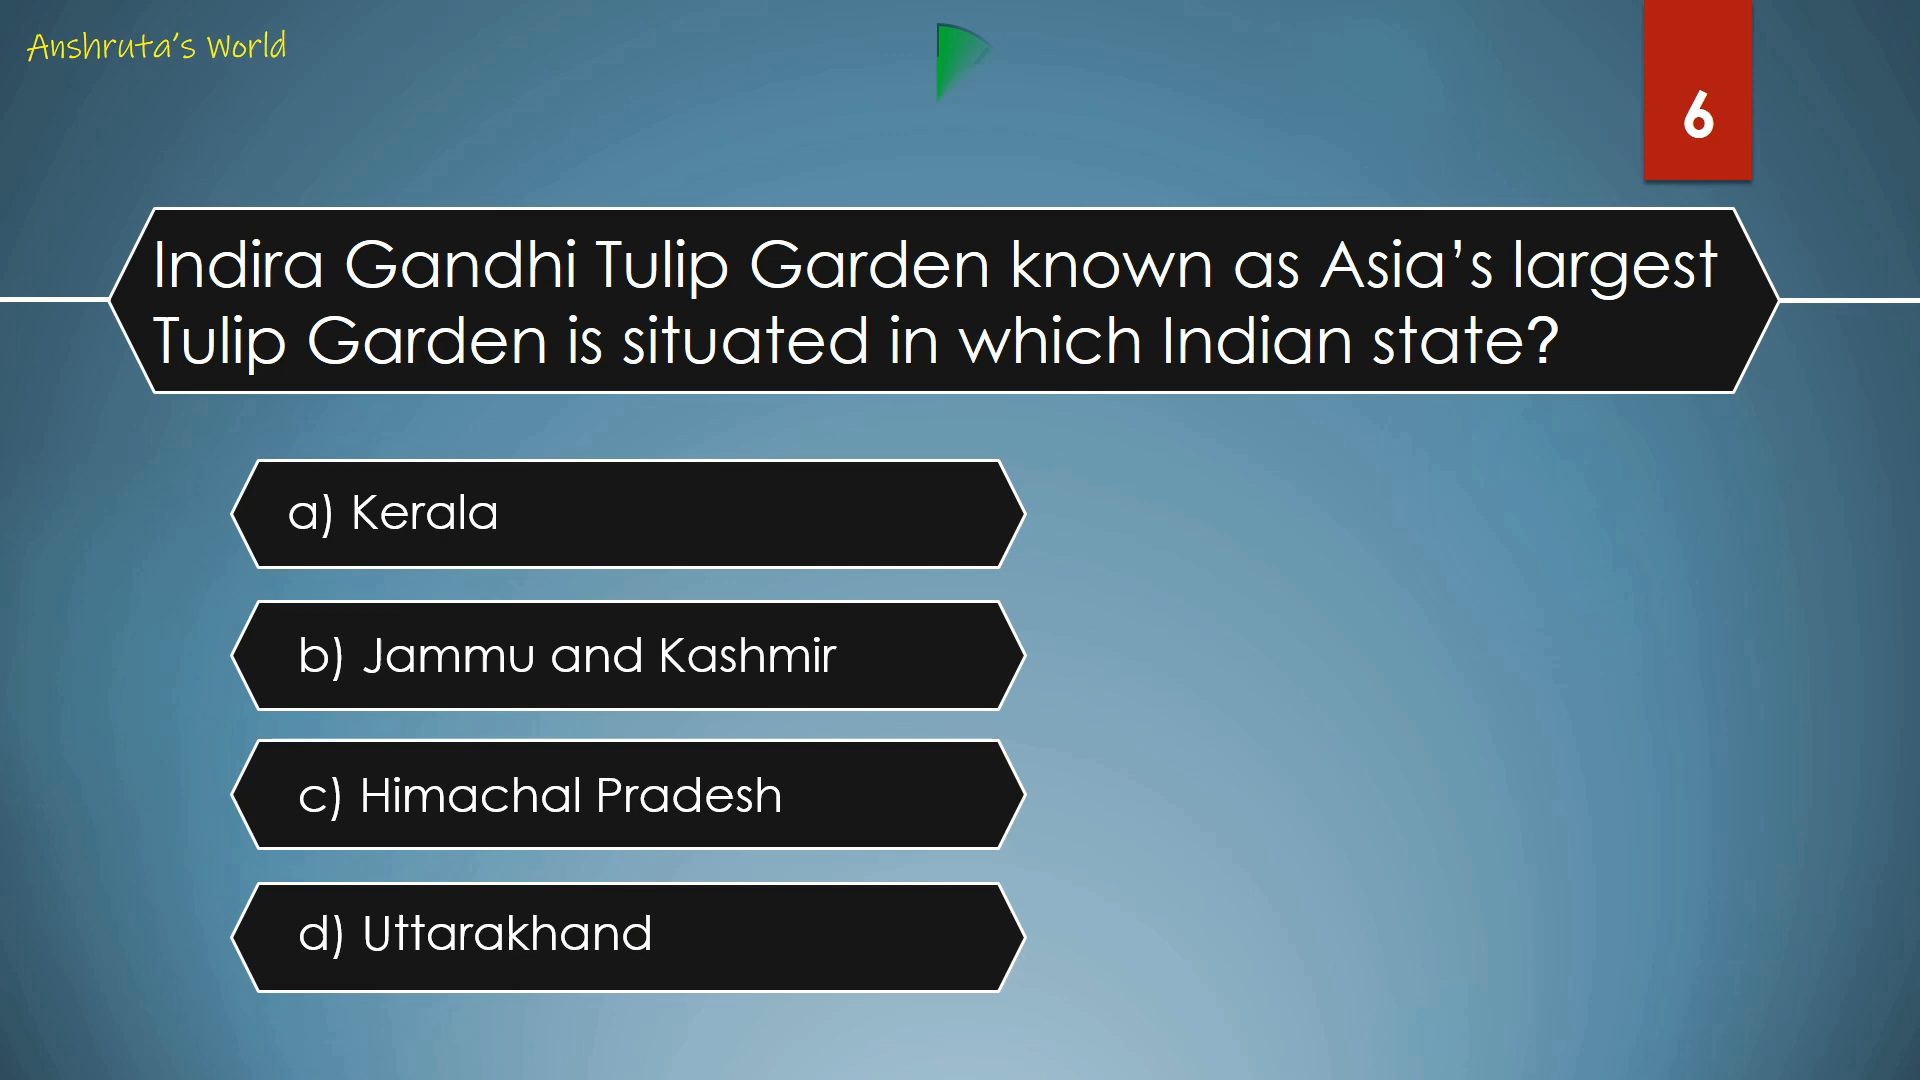 Anshruta’s World
6
Indira Gandhi Tulip Garden known as Asia’s largest
Tulip Garden is situated in which Indian state?
a) Kerala
b) Jammu and Kashmir
c) Himachal Pradesh
d) Uttarakhand